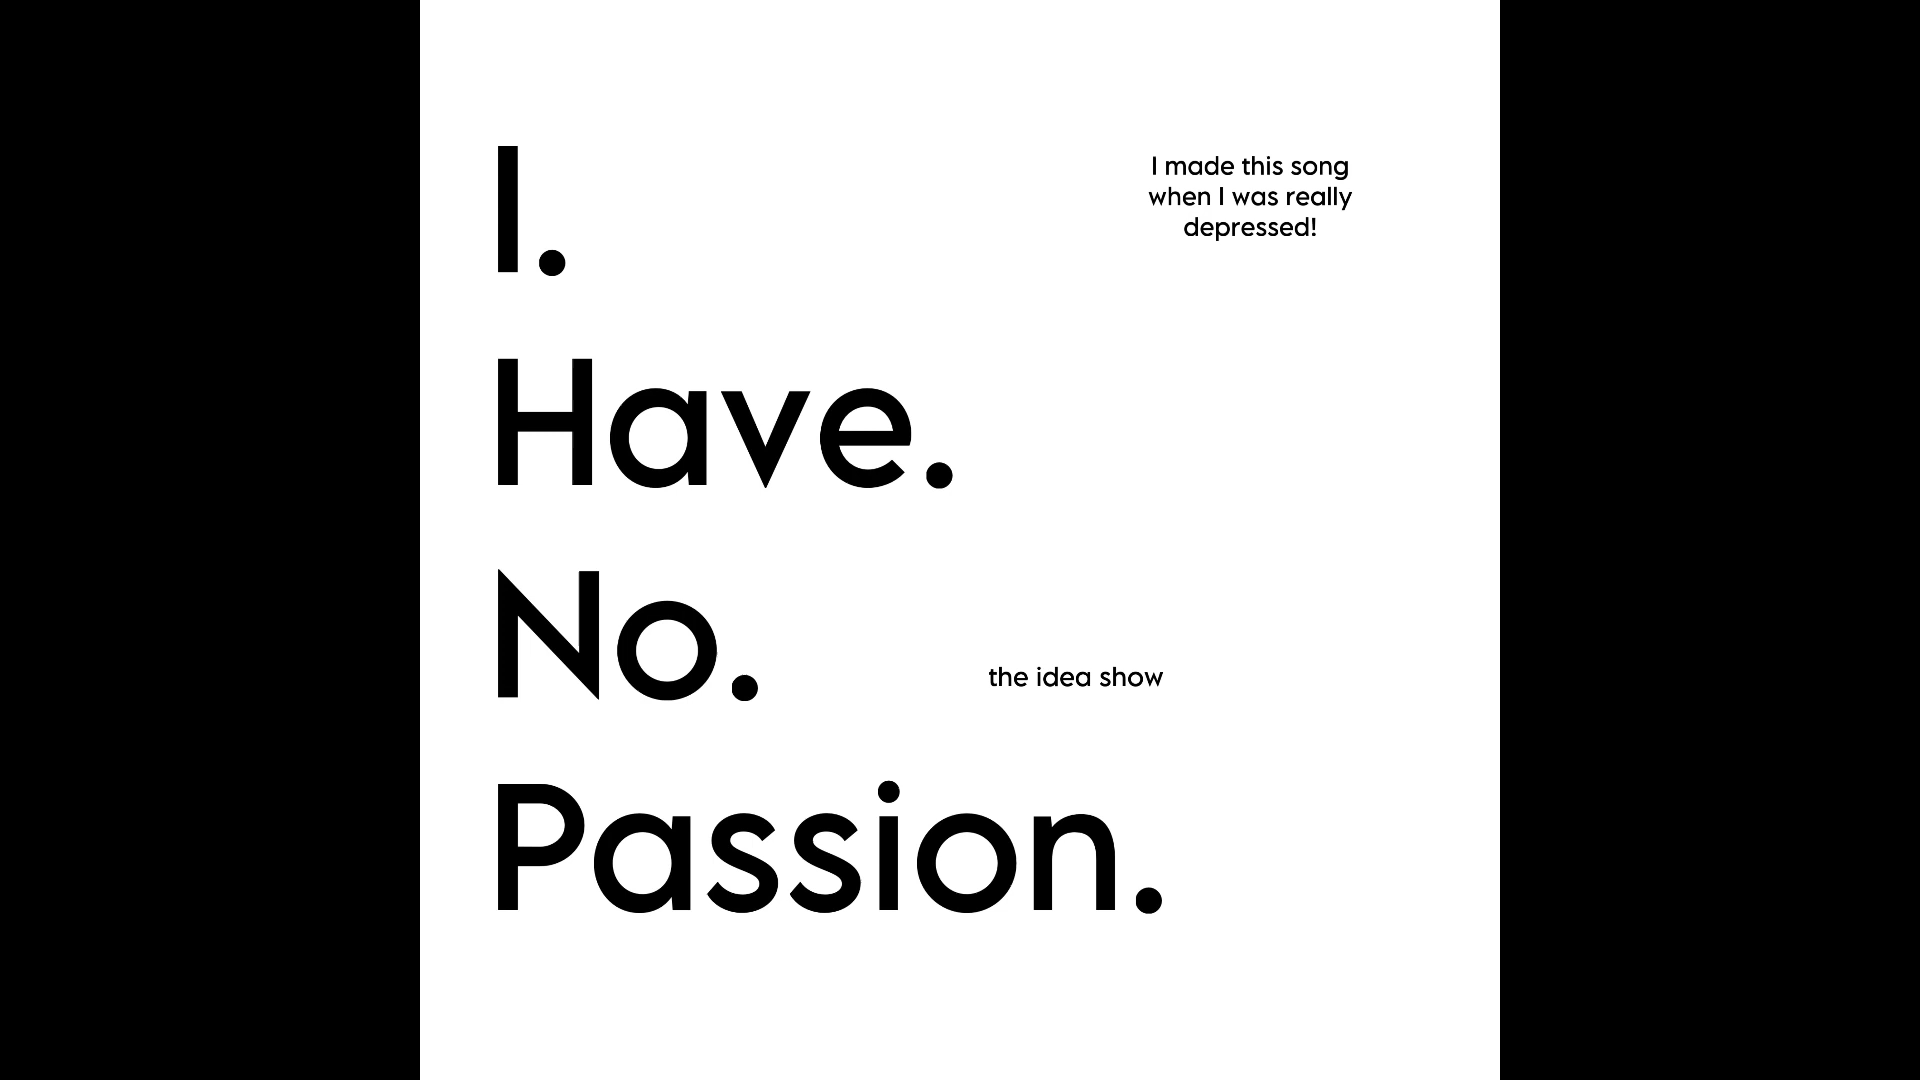 I.
I made this song
when I was really
depressed!
Have.
No.
the idea show
Passion.